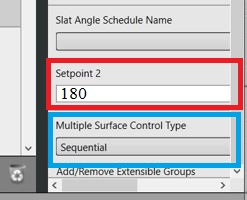 Slat Angle Schedule Name
Setpoint 2
180
Multiple Surface Control Type
Sequential
Add/Remove Extensible Groups